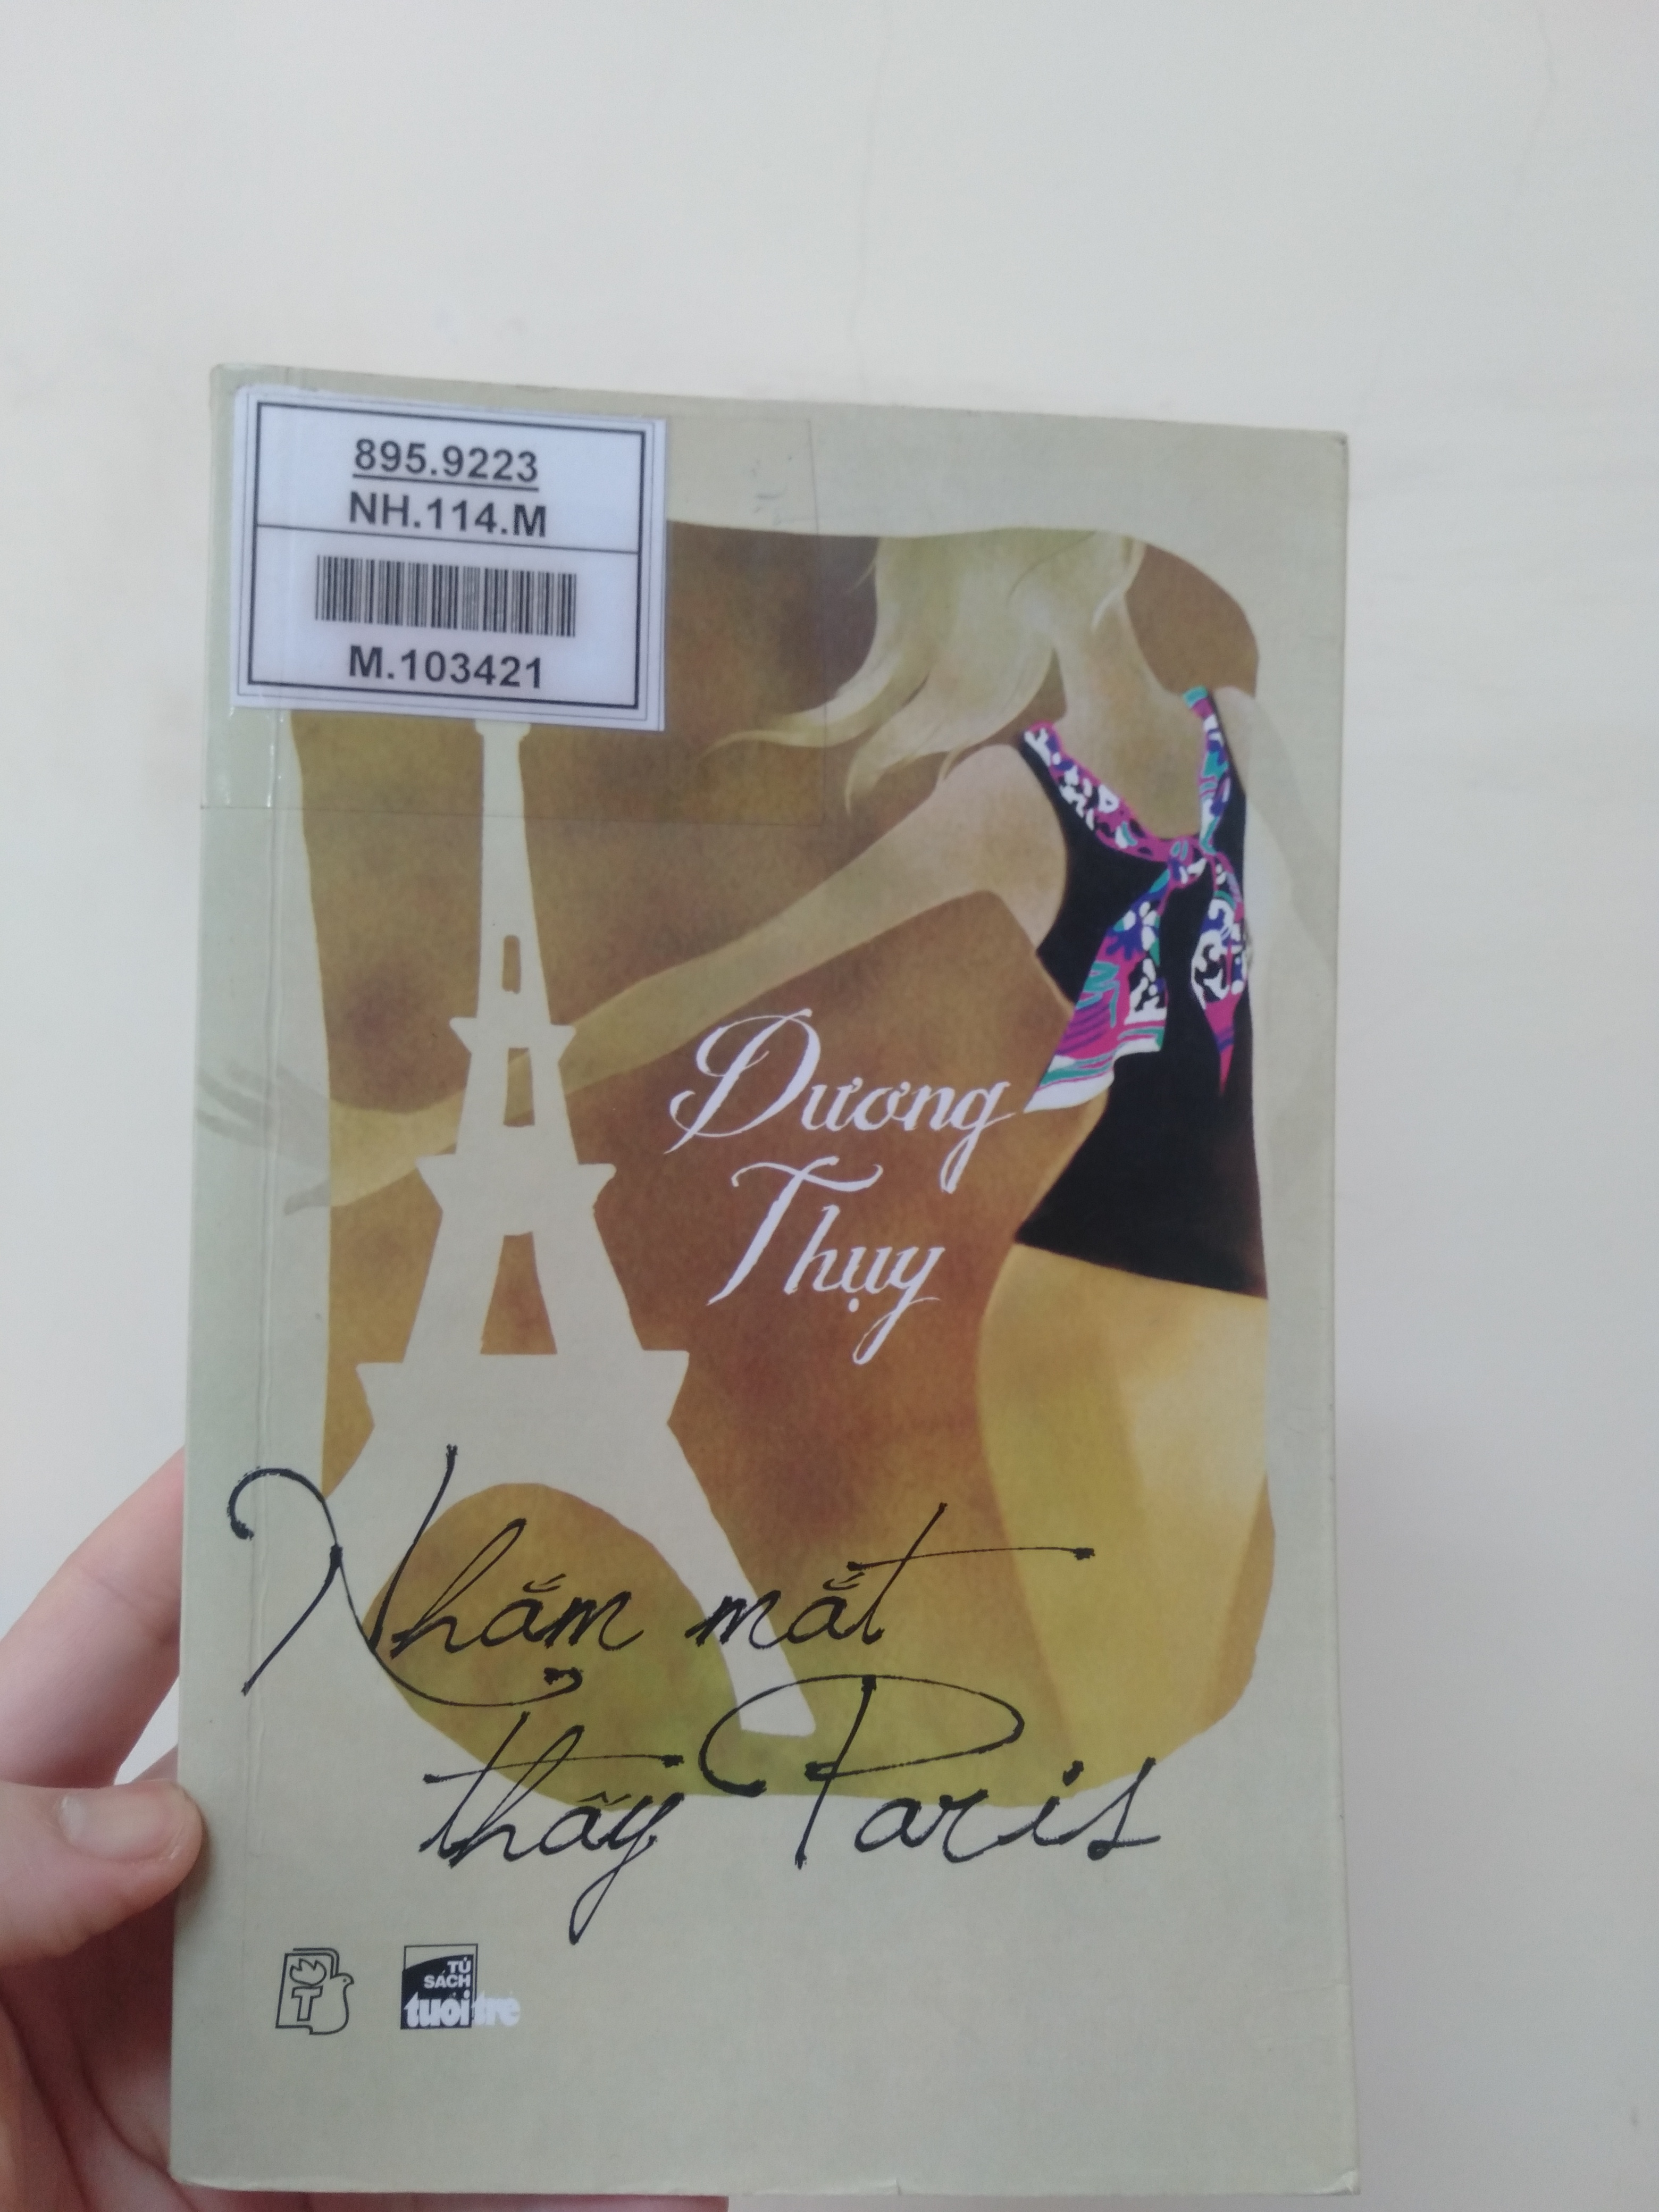 895.9223
NH.114.M
M.103421
Dương
Thụy
Nhắm mắt
thấy Paris
T
TỦ
SÁCH
tuổi trẻ